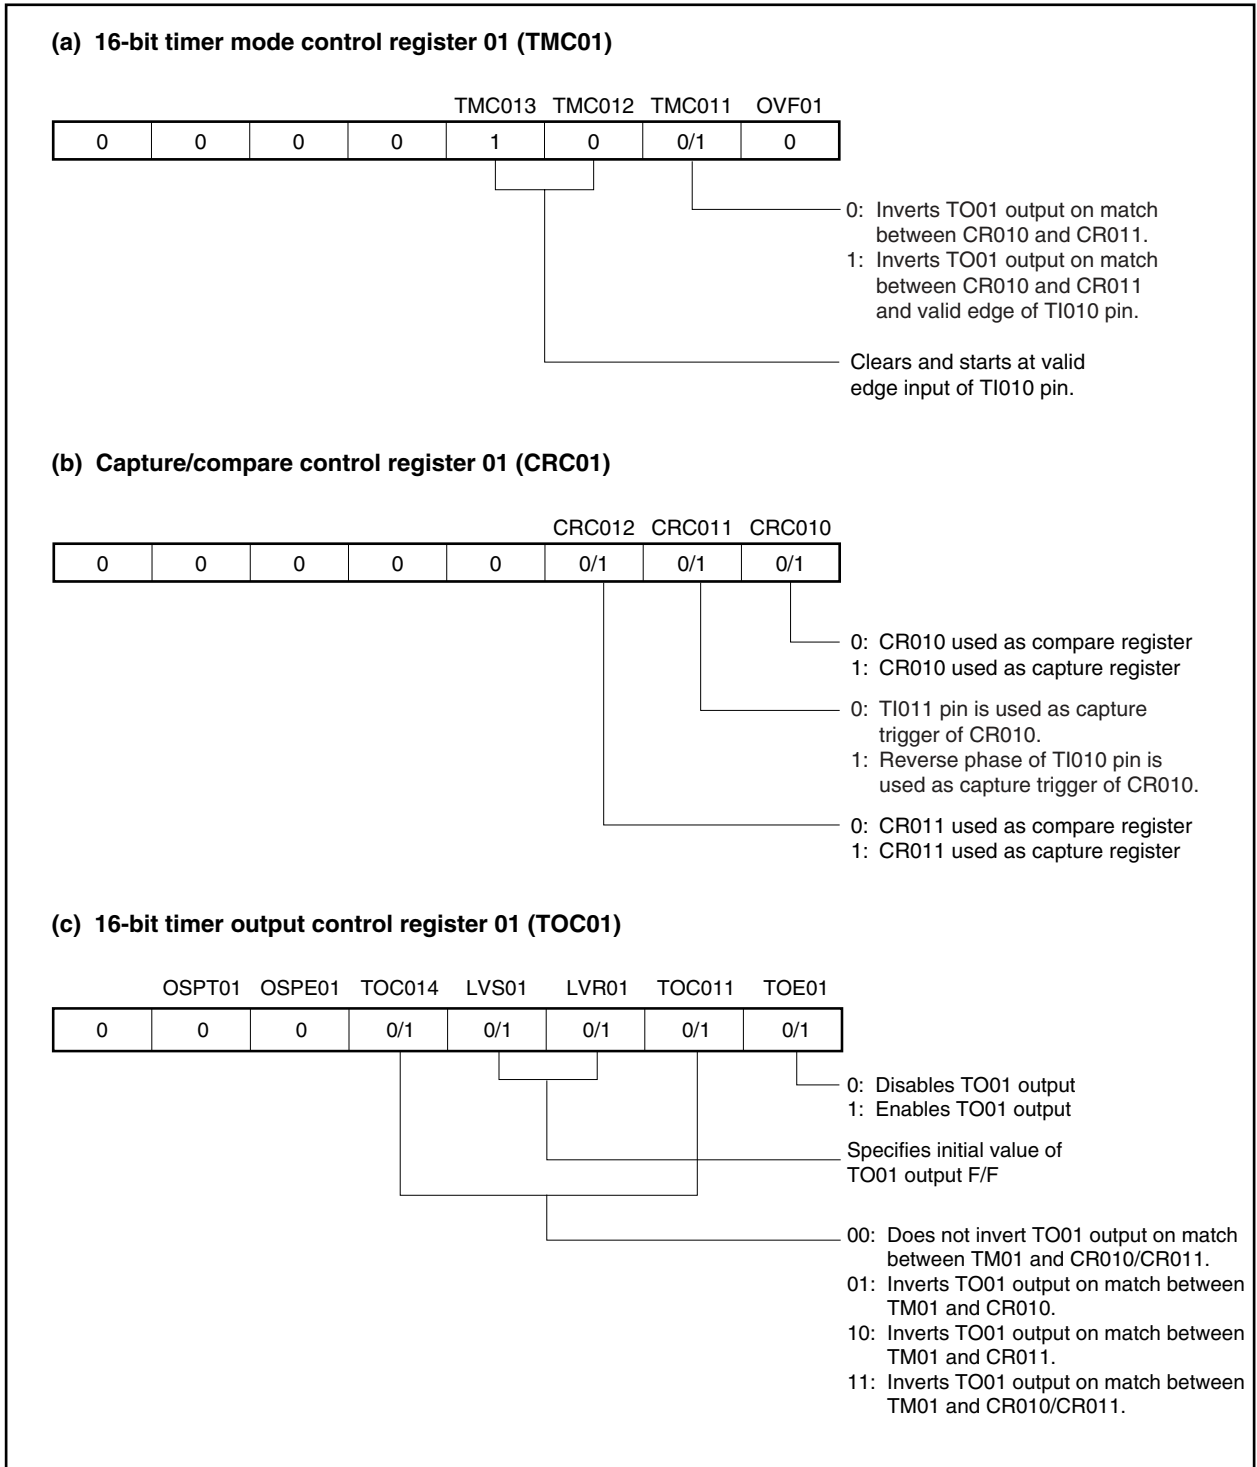 (a) 16-bit timer mode control register 01 (TMC01)
TMC013 TMC012 TMC011 OVF01
0 0 0 0 1 0 0/1 0
0: Inverts TO01 output on match
between CR010 and CR011.
1: Inverts TO01 output on match
between CR010 and CR011
and valid edge of TI010 pin.
Clears and starts at valid
edge input of TI010 pin.
(b) Capture/compare control register 01 (CRC01)
CRC012 CRC011 CRC010
0 0 0 0 0 0/1 0/1 0/1
0: CR010 used as compare register
1: CR010 used as capture register
0: TI011 pin is used as capture
trigger of CR010.
1: Reverse phase of TI010 pin is
used as capture trigger of CR010.
0: CR011 used as compare register
1: CR011 used as capture register
(c) 16-bit timer output control register 01 (TOC01)
OSPT01 OSPE01 TOC014 LVS01 LVR01 TOC011 TOE01
0 0 0 0/1 0/1 0/1 0/1 0/1
0: Disables TO01 output
1: Enables TO01 output
Specifies initial value of
TO01 output F/F
00: Does not invert TO01 output on match
between TM01 and CR010/CR011.
01: Inverts TO01 output on match between
TM01 and CR010.
10: Inverts TO01 output on match between
TM01 and CR011.
11: Inverts TO01 output on match between
TM01 and CR010/CR011.